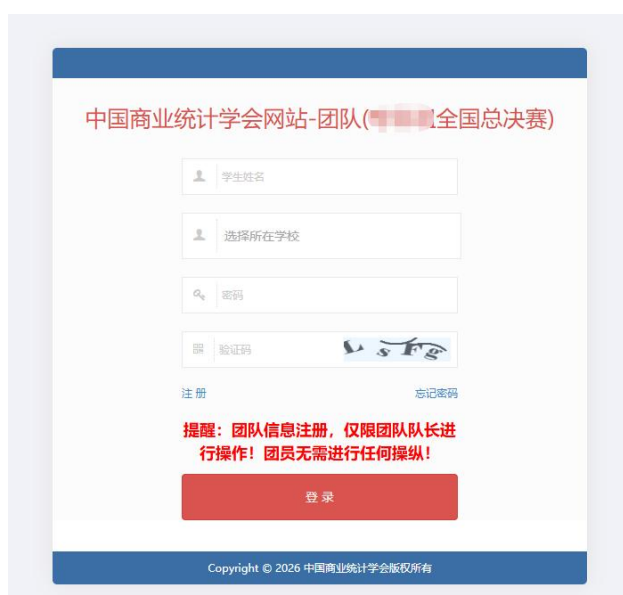 中国商业统计学会网站-团队(全国总决赛)
学生姓名
选择所在学校
密码
验证码 LsFg
注 册 忘记密码
提醒：团队信息注册，仅限团队队长进
行操作！团员无需进行任何操纵！
登 录
Copyright © 2026 中国商业统计学会版权所有